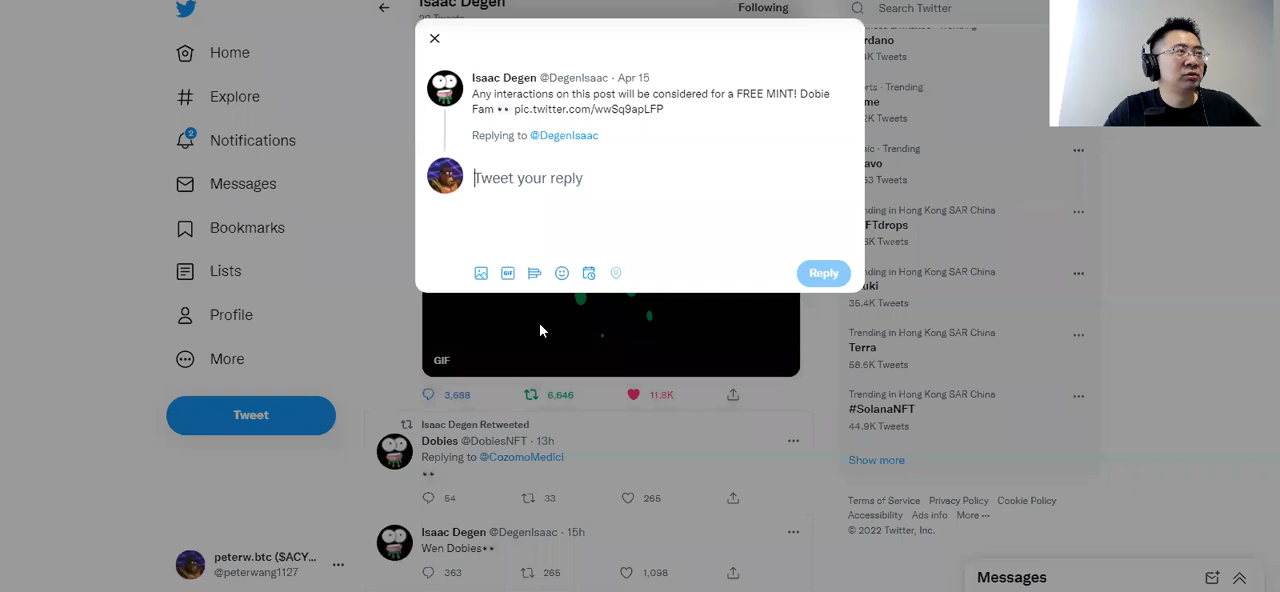 Home
Explore
2
Notifications
Messages
Bookmarks
Lists
Profile
More
Tweet
peterw.btc ($ACY...
@peterwang1127
Isaac Degen
Following
Isaac Degen @DegenIsaac · Apr 15
Any interactions on this post will be considered for a FREE MINT! Dobie
Fam 👀 pic.twitter.com/wwSq9apLFP
Replying to @DegenIsaac
Tweet your reply
GIF
Reply
GIF
3,688 6,646 11.8K
Isaac Degen Retweeted
Dobies @DobiesNFT · 13h
Replying to @CozomoMedici
👀
54 33 265
Isaac Degen @DegenIsaac · 15h
Wen Dobies👀
363 265 1,098
Search Twitter
rdano
K Tweets
orts · Trending
me
2K Tweets
sic · Trending
avo
53 Tweets
nding in Hong Kong SAR China
FTdrops
8K Tweets
nding in Hong Kong SAR China
uki
35.4K Tweets
Trending in Hong Kong SAR China
Terra
58.6K Tweets
Trending in Hong Kong SAR China
#SolanaNFT
44.9K Tweets
Show more
Terms of Service Privacy Policy Cookie Policy
Accessibility Ads info More ···
© 2022 Twitter, Inc.
Messages